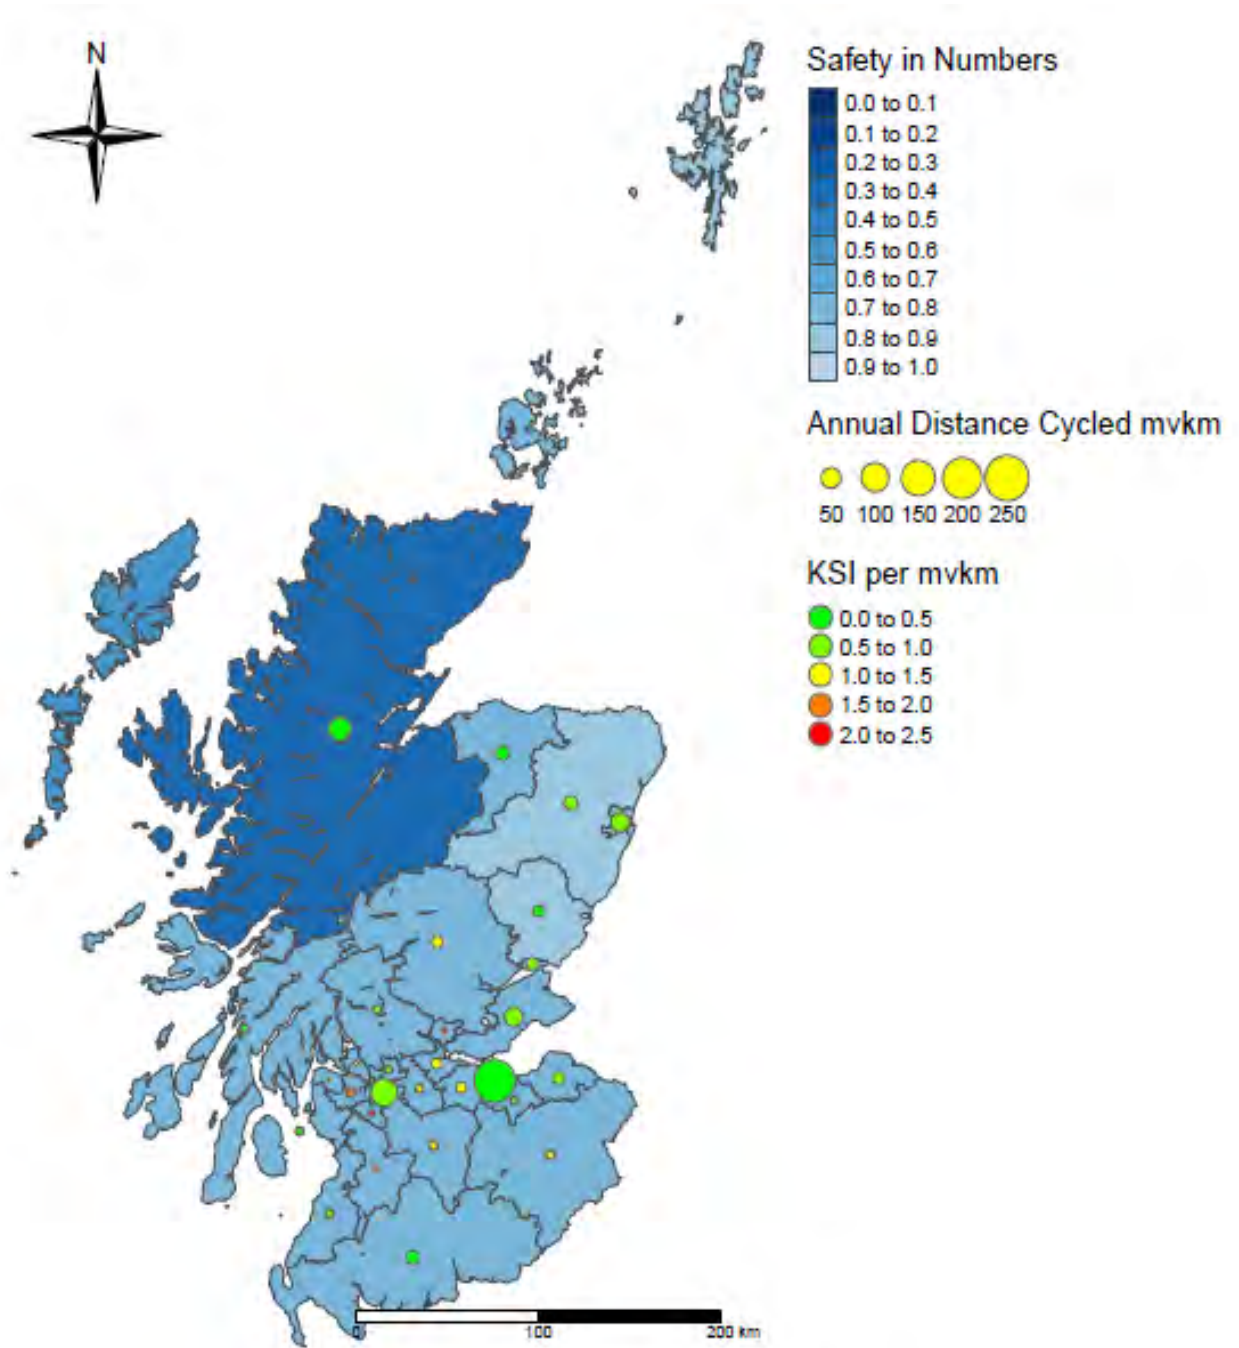 N
Safety in Numbers
0.0 to 0.1
0.1 to 0.2
0.2 to 0.3
0.3 to 0.4
0.4 to 0.5
0.5 to 0.6
0.6 to 0.7
0.7 to 0.8
0.8 to 0.9
0.9 to 1.0
Annual Distance Cycled mvkm
50 100 150 200 250
KSI per mvkm
0.0 to 0.5
0.5 to 1.0
1.0 to 1.5
1.5 to 2.0
2.0 to 2.5
0 100 200 km